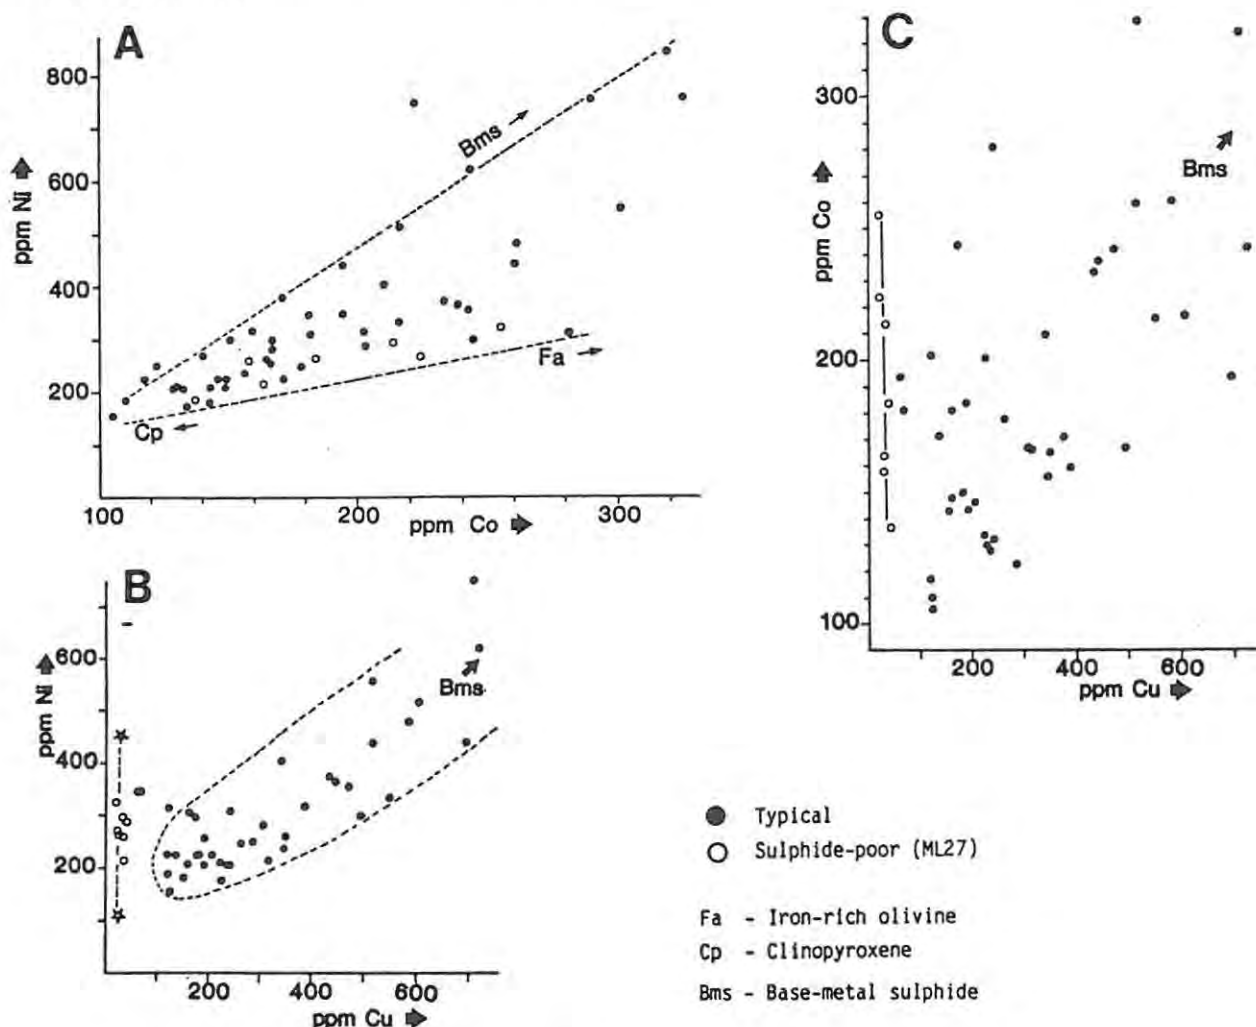 A
800
600
400
200
ppm Ni
Bms
Fa
Cp
100
200
300
ppm Co
B
600
400
200
ppm Ni
Bms
200
400
600
ppm Cu
C
300
200
100
ppm Co
Bms
200
400
600
ppm Cu
Typical
Sulphide-poor (ML27)
Fa - Iron-rich olivine
Cp - Clinopyroxene
Bms - Base-metal sulphide